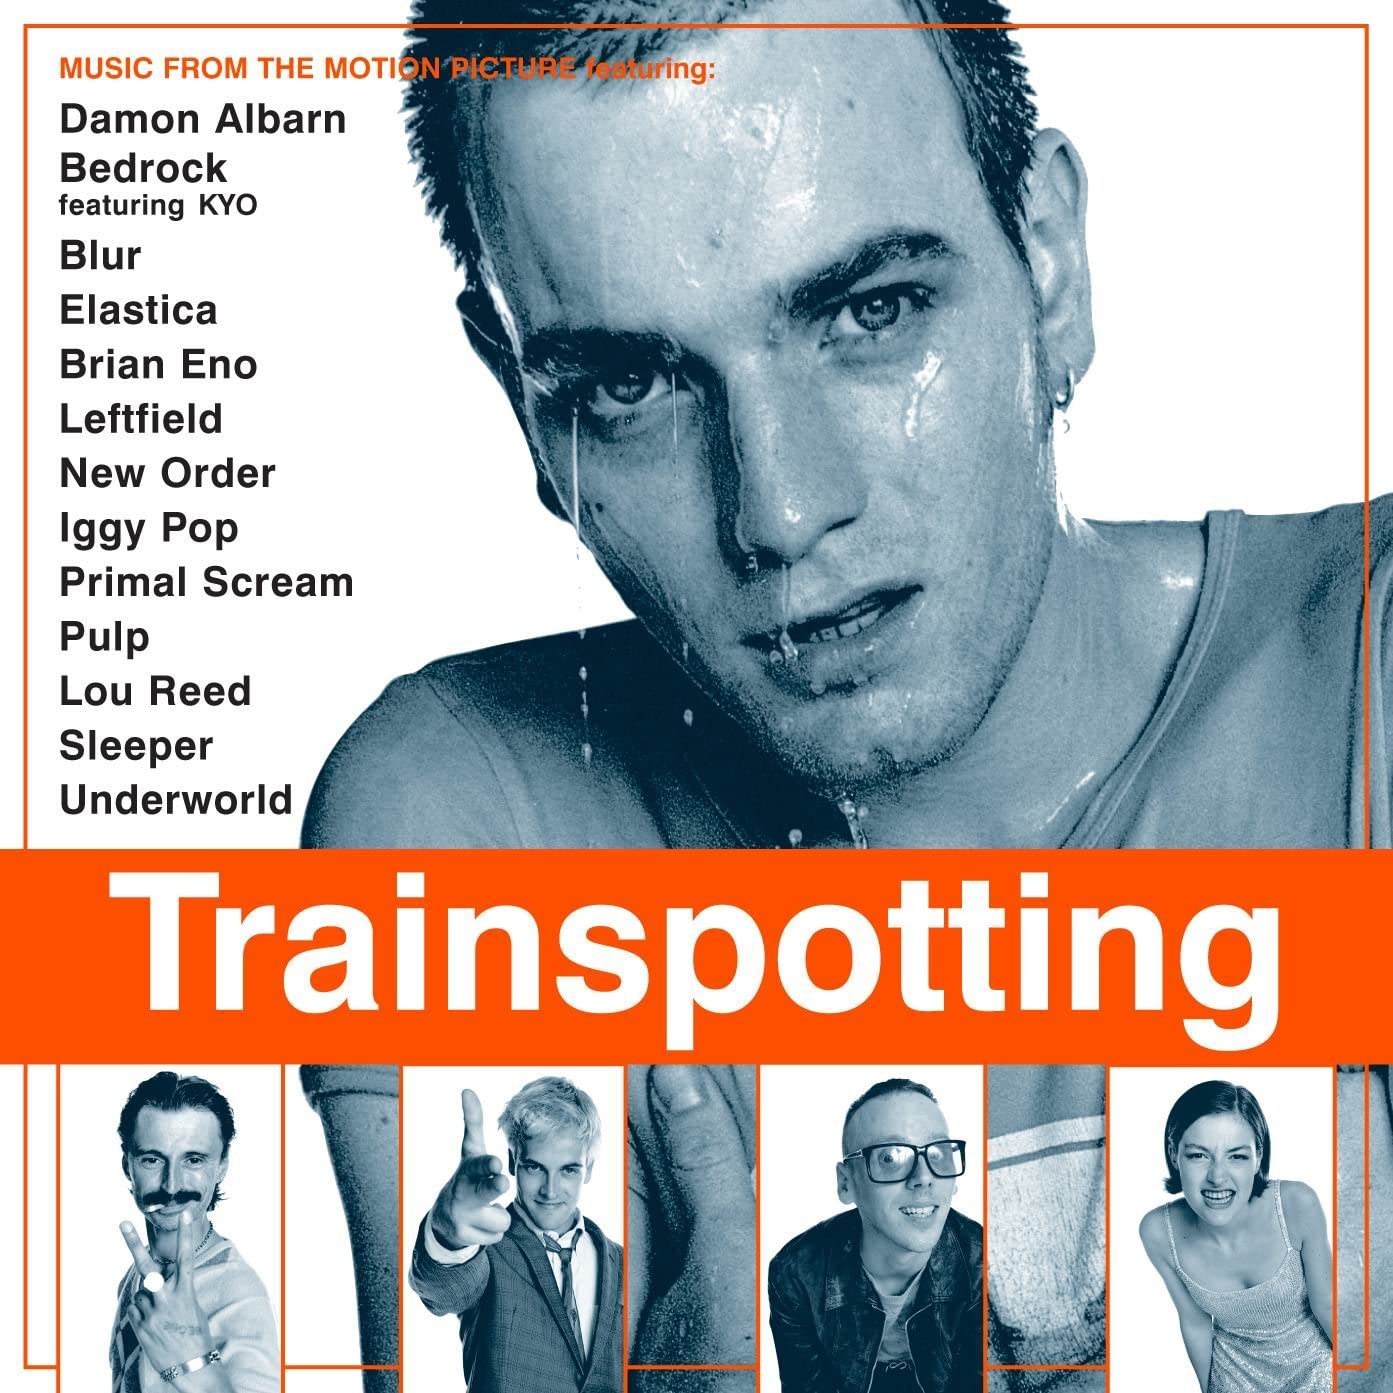 MUSIC FROM THE MOTION PICTURE featuring:
Damon Albarn
Bedrock
featuring KYO
Blur
Elastica
Brian Eno
Leftfield
New Order
Iggy Pop
Primal Scream
Pulp
Lou Reed
Sleeper
Underworld
Trainspotting